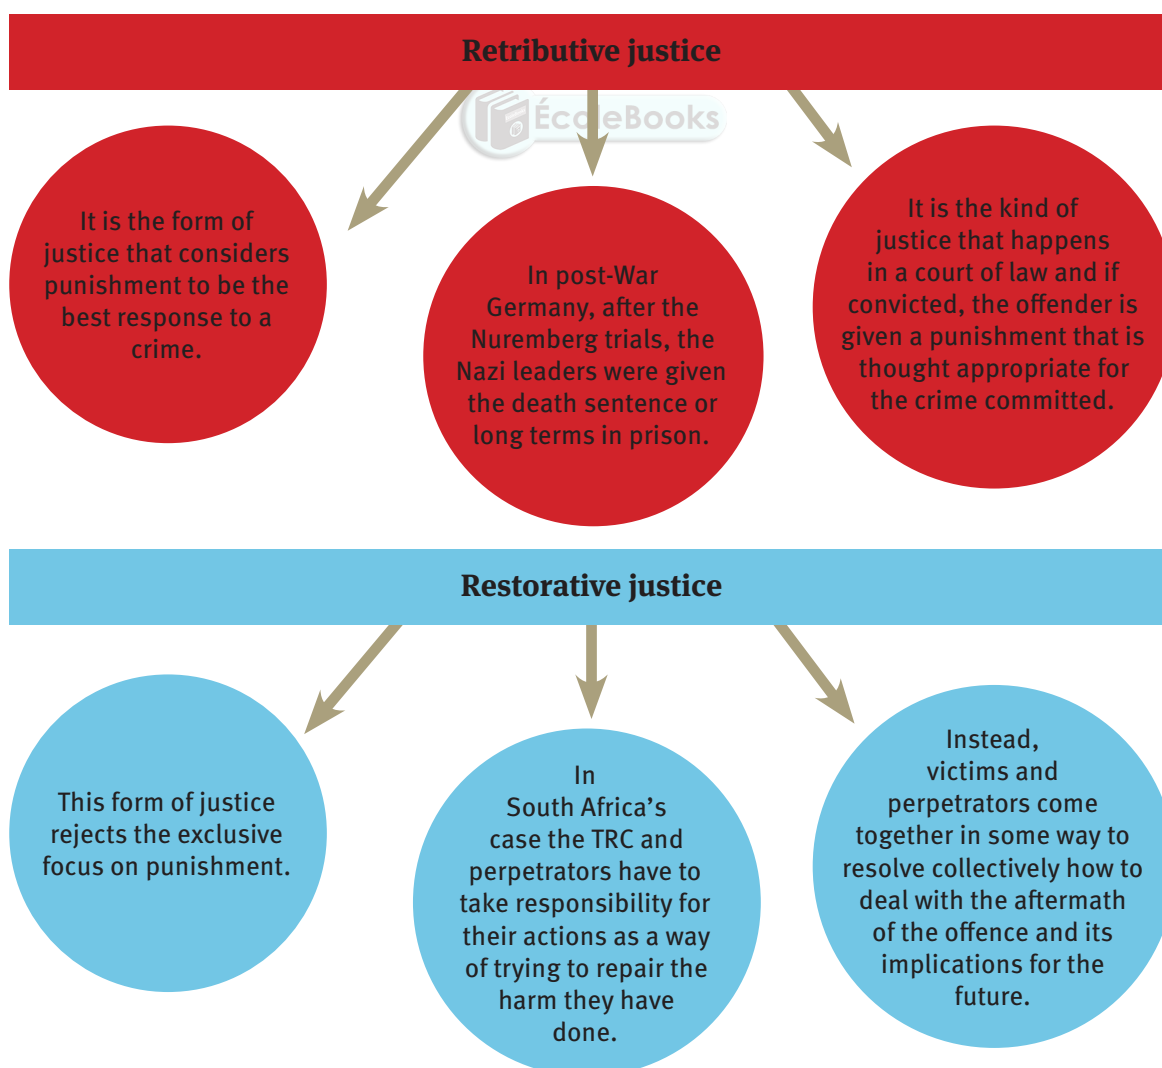 Retributive justice
ÉcoleBooks
It is the form of
justice that considers
punishment to be the
best response to a
crime.
In post-War
Germany, after the
Nuremberg trials, the
Nazi leaders were given
the death sentence or
long terms in prison.
It is the kind of
justice that happens
in a court of law and if
convicted, the offender is
given a punishment that is
thought appropriate for
the crime committed.
Restorative justice
This form of justice
rejects the exclusive
focus on punishment.
In
South Africa’s
case the TRC and
perpetrators have to
take responsibility for
their actions as a way
of trying to repair the
harm they have
done.
Instead,
victims and
perpetrators come
together in some way to
resolve collectively how to
deal with the aftermath
of the offence and its
implications for the
future.